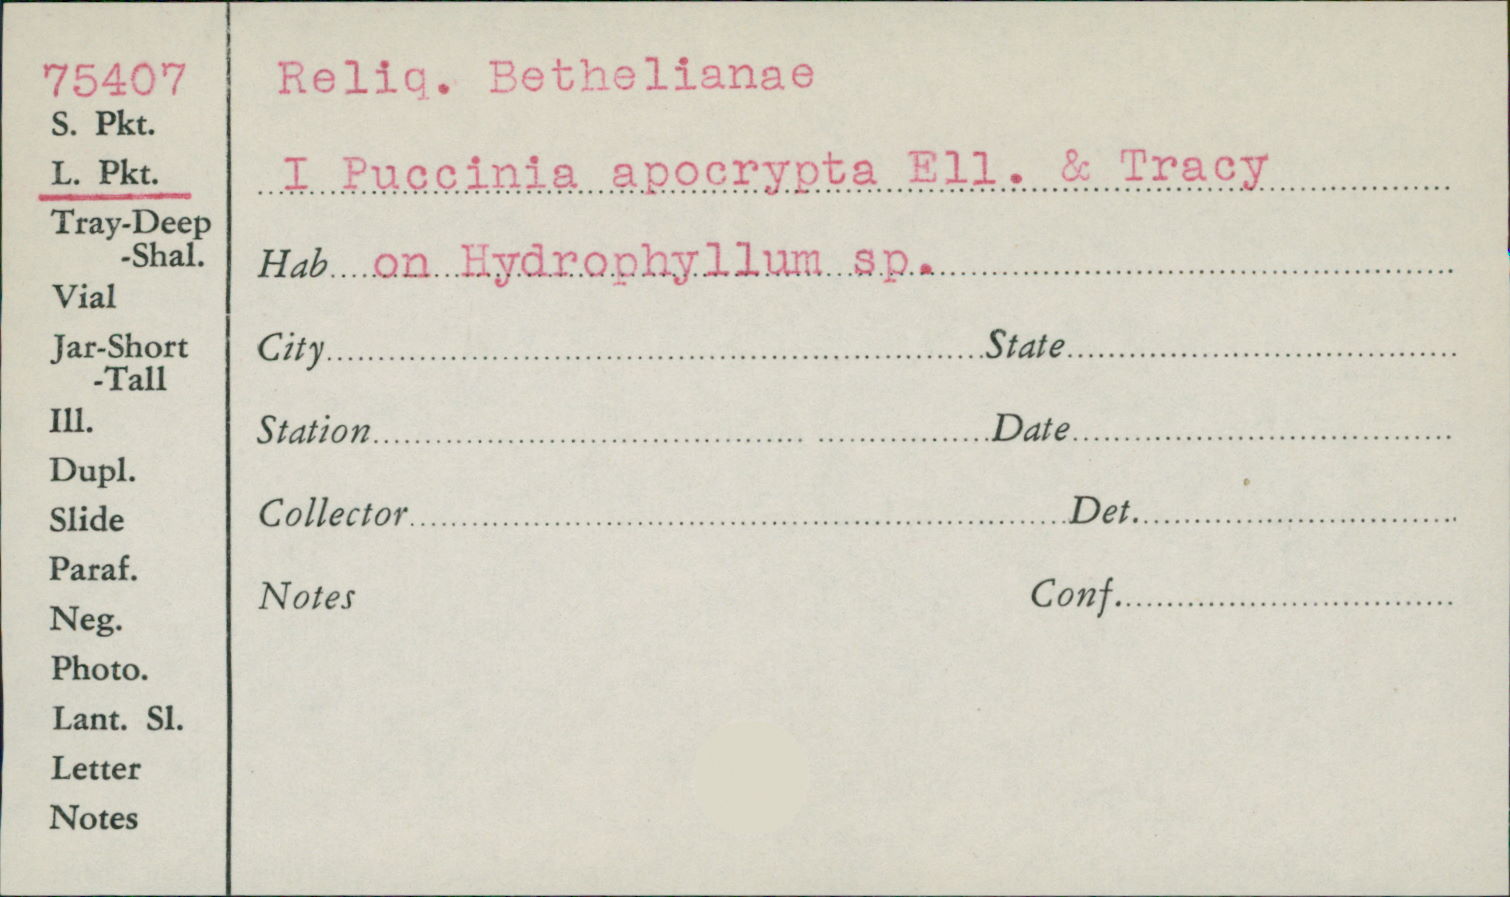 75407
S. Pkt.
L. Pkt.
Tray-Deep
-Shal.
Vial
Jar-Short
-Tall
Ill.
Dupl.
Slide
Paraf.
Neg.
Photo.
Lant. Sl.
Letter
Notes
Reliq. Bethelianae
I Puccinia apocrypta Ell. & Tracy
Hab on Hydrophyllum sp.
City State
Station Date
Collector Det.
Notes Conf.